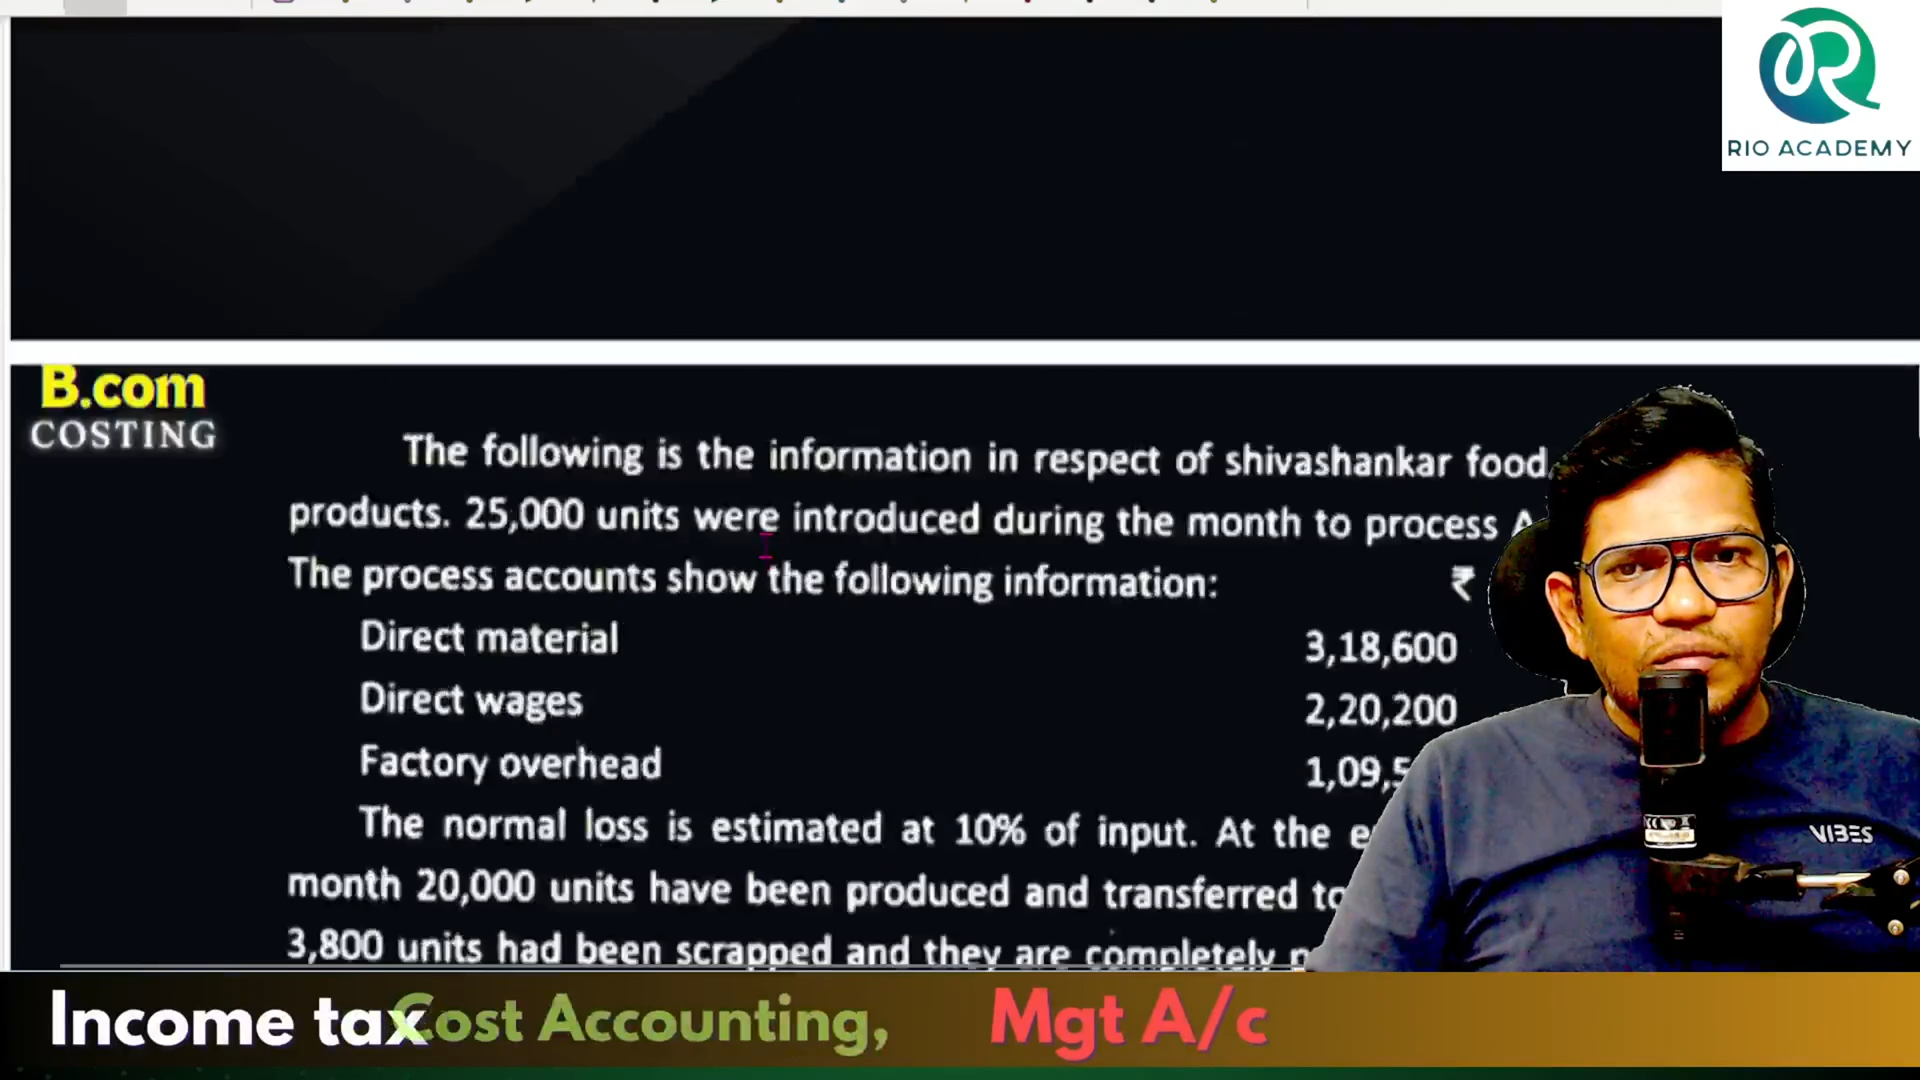 RIO ACADEMY
B.com
COSTING
The following is the information in respect of shivashankar food
products. 25,000 units were introduced during the month to process A
The process accounts show the following information:
₹
Direct material 3,18,600
Direct wages 2,20,200
Factory overhead 1,09,5
The normal loss is estimated at 10% of input. At the
month 20,000 units have been produced and transferred to
3,800 units had been scrapped and they are completely
VIBES
Income tax Cost Accounting, Mgt A/c